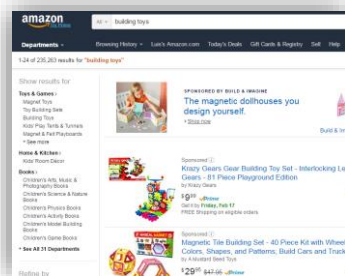 amazon
All
building toys
Departments
Browsing History
Luis's Amazon.com
Today's Deals
Gift Cards & Registry
Sell
Help
1-24 of 235,263 results for "building toys"
Show results for
Toys & Games ›
Magnet Toys
Toy Building Sets
Building Toys
Kids' Play Tents & Tunnels
Magnet & Felt Playboards
+ See more
Home & Kitchen ›
Kids' Room Décor
Books ›
Children's Arts, Music &
Photography Books
Children's Science & Nature
Books
Children's Physics Books
Children's Activity Books
Children's Model Building
Books
Children's Game Books
+ See All 31 Departments
Refine by
SPONSORED BY BUILD & IMAGINE
The magnetic dollhouses you
design yourself.
› Shop now
Build & Im
Sponsored
Krazy Gears Gear Building Toy Set - Interlocking Le
Gears - 81 Piece Playground Edition
by Krazy Gears
Prime
Get it by Friday, Feb 17
FREE Shipping on eligible orders
Sponsored
Magnetic Tile Building Set - 40 Piece Kit with Wheel
Colors, Shapes, and Patterns, Build Cars and Truck
$29 $47.95 Prime